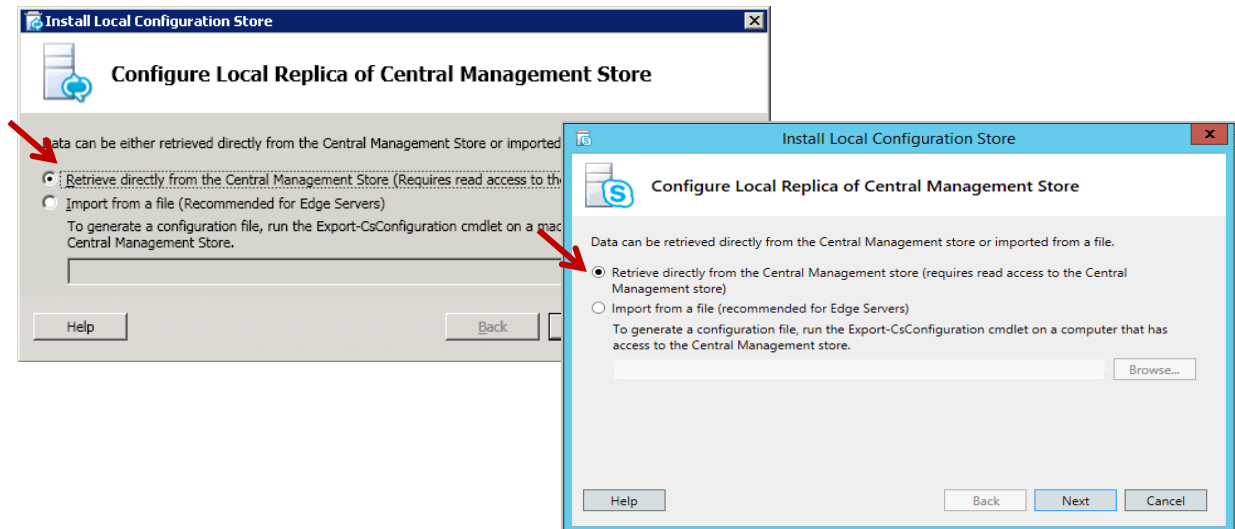 Install Local Configuration Store
Configure Local Replica of Central Management Store
Data can be either retrieved directly from the Central Management Store or imported
Retrieve directly from the Central Management Store (Requires read access to th
Import from a file (Recommended for Edge Servers)
To generate a configuration file, run the Export-CsConfiguration cmdlet on a mac
Central Management Store.
Help
Back
Install Local Configuration Store
Configure Local Replica of Central Management Store
Data can be retrieved directly from the Central Management store or imported from a file.
Retrieve directly from the Central Management store (requires read access to the Central
Management store)
Import from a file (recommended for Edge Servers)
To generate a configuration file, run the Export-CsConfiguration cmdlet on a computer that has
access to the Central Management store.
Browse...
Help
Back
Next
Cancel